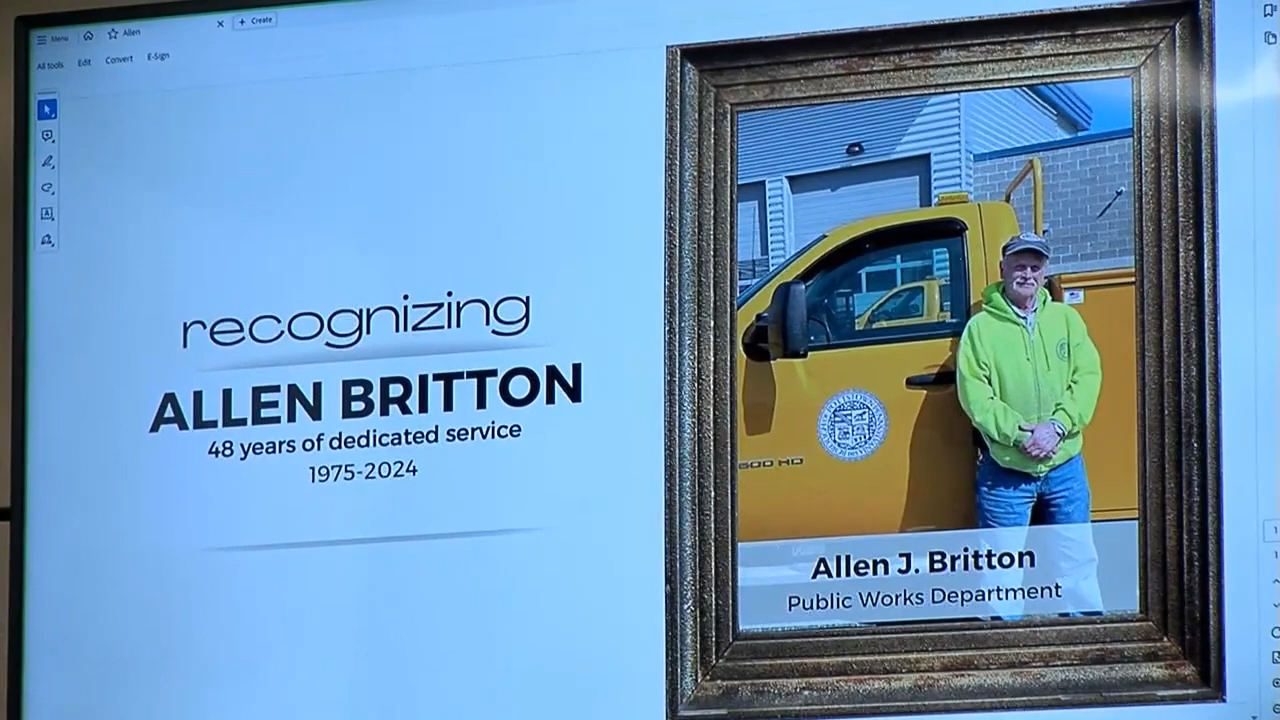 Menu
Allen
Create
All tools
Edit
Convert
E-Sign
recognizing
ALLEN BRITTON
48 years of dedicated service
1975-2024
Allen J. Britton
Public Works Department